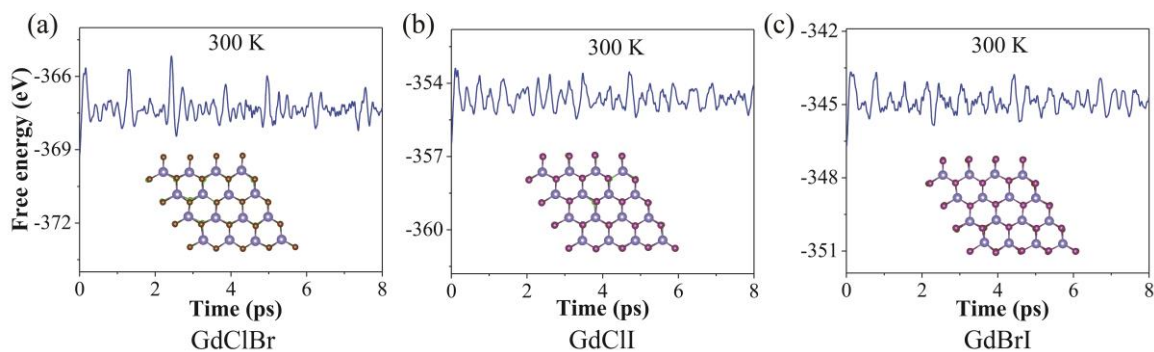 (a)
300 K
Free energy (eV)
-366
-369
-372
0 2 4 6 8
Time (ps)
GdClBr
(b)
300 K
-354
-357
-360
0 2 4 6 8
Time (ps)
GdClI
(c)
300 K
-342
-345
-348
-351
0 2 4 6 8
Time (ps)
GdBrI